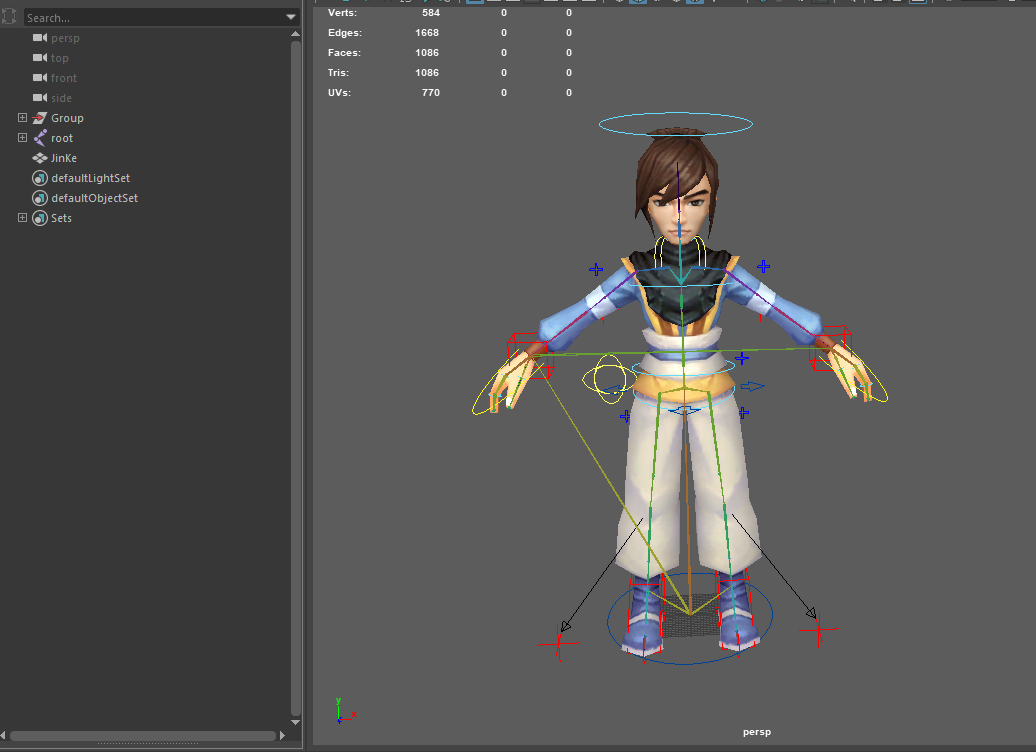 Search...
persp
top
front
side
Group
root
JinKe
defaultLightSet
defaultObjectSet
Sets
Verts: 584 0 0
Edges: 1668 0 0
Faces: 1086 0 0
Tris: 1086 0 0
UVs: 770 0 0
y
x
persp